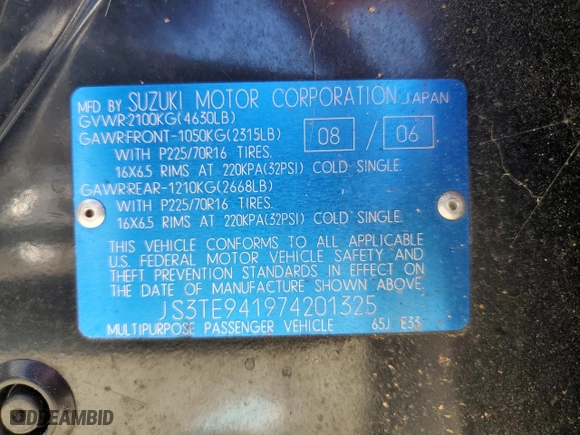 MFD BY SUZUKI MOTOR CORPORATION JAPAN
GVWR:2100KG(4630LB)
GAWR:FRONT-1050KG(2315LB) 08 / 06
WITH P225/70R16 TIRES.
16X6.5 RIMS AT 220KPA(32PSI) COLD SINGLE.
GAWR:REAR-1210KG(2668LB)
WITH P225/70R16 TIRES.
16X6.5 RIMS AT 220KPA(32PSI) COLD SINGLE.
THIS VEHICLE CONFORMS TO ALL APPLICABLE
U.S. FEDERAL MOTOR VEHICLE SAFETY AND
THEFT PREVENTION STANDARDS IN EFFECT ON
THE DATE OF MANUFACTURE SHOWN ABOVE.
JS3TE941974201325
MULTIPURPOSE PASSENGER VEHICLE 65J E33
DREAMBID